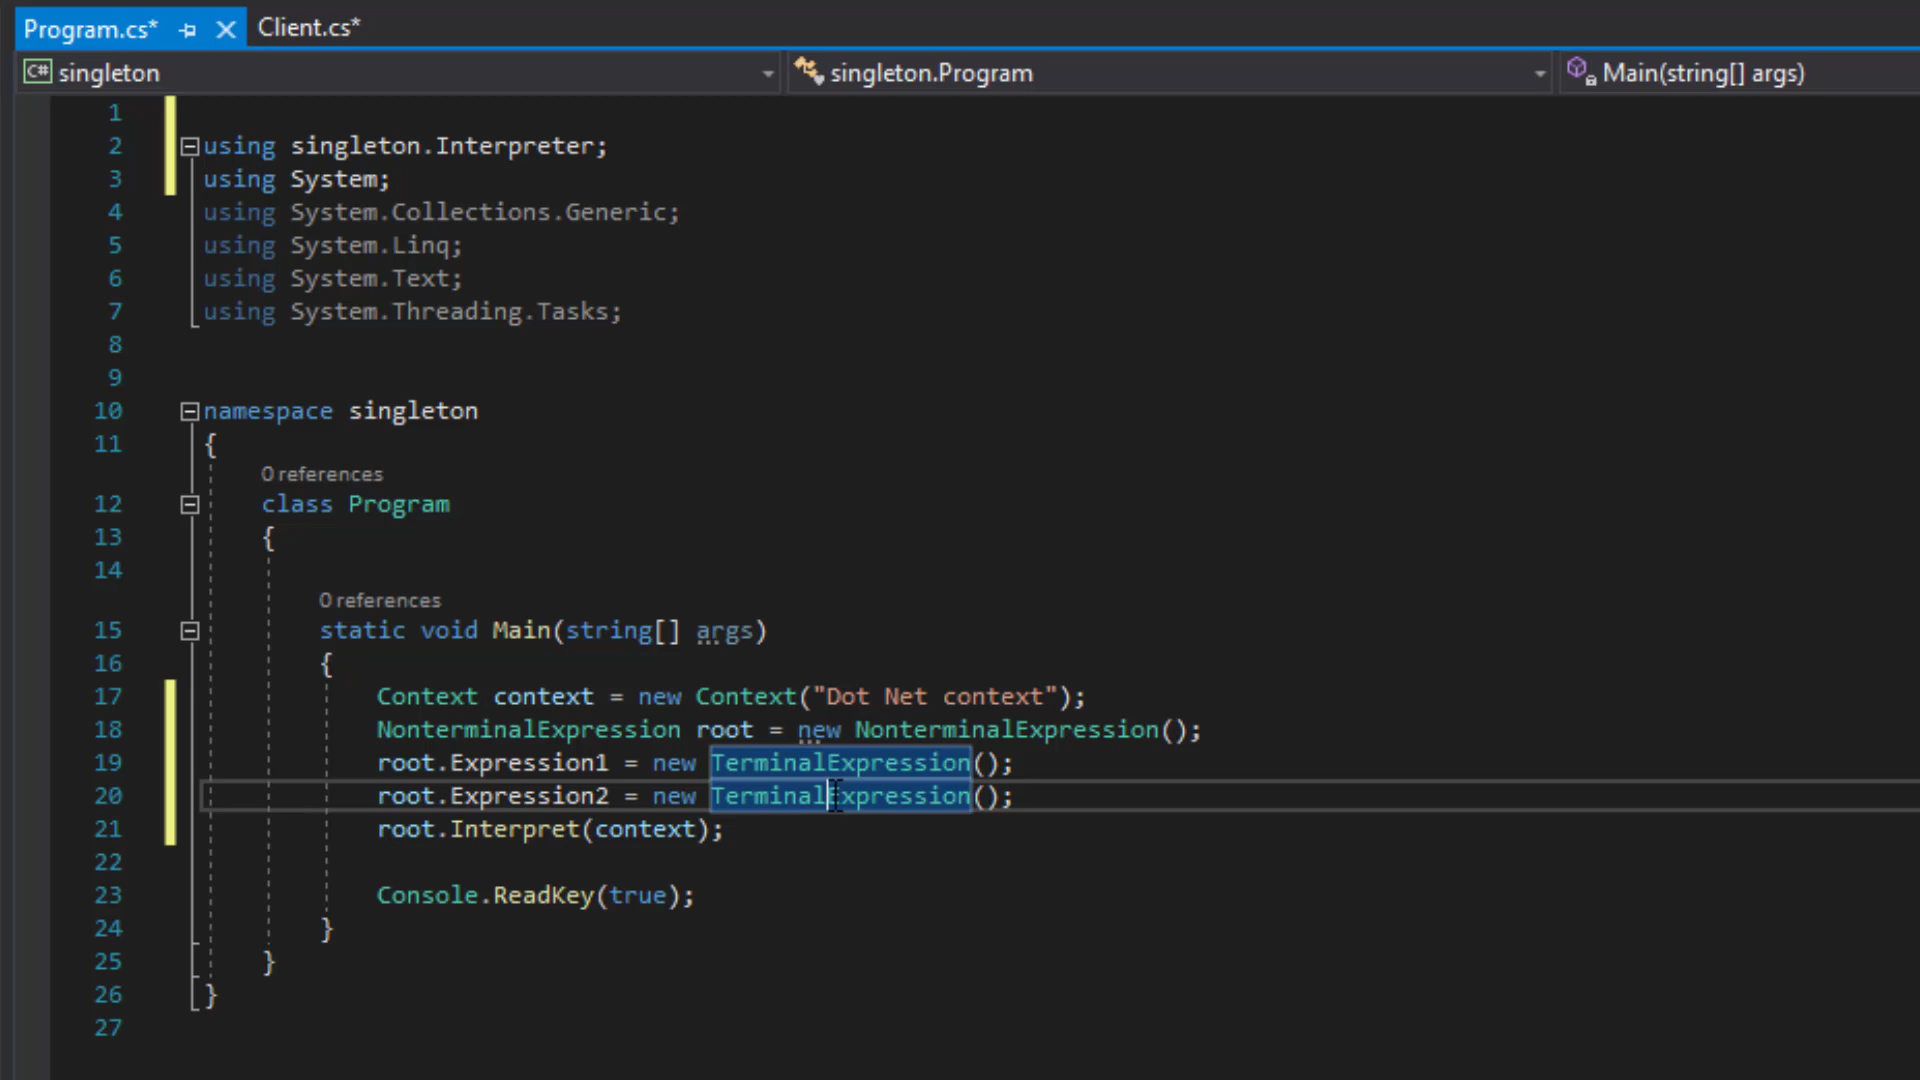 Program.cs* Client.cs*
C# singleton singleton.Program Main(string[] args)
1
2 using singleton.Interpreter;
3 using System;
4 using System.Collections.Generic;
5 using System.Linq;
6 using System.Text;
7 using System.Threading.Tasks;
8
9
10 namespace singleton
11 {
0 references
12 class Program
13 {
14
0 references
15 static void Main(string[] args)
16 {
17 Context context = new Context("Dot Net context");
18 NonterminalExpression root = new NonterminalExpression();
19 root.Expression1 = new TerminalExpression();
20 root.Expression2 = new TerminalExpression();
21 root.Interpret(context);
22
23 Console.ReadKey(true);
24 }
25 }
26 }
27